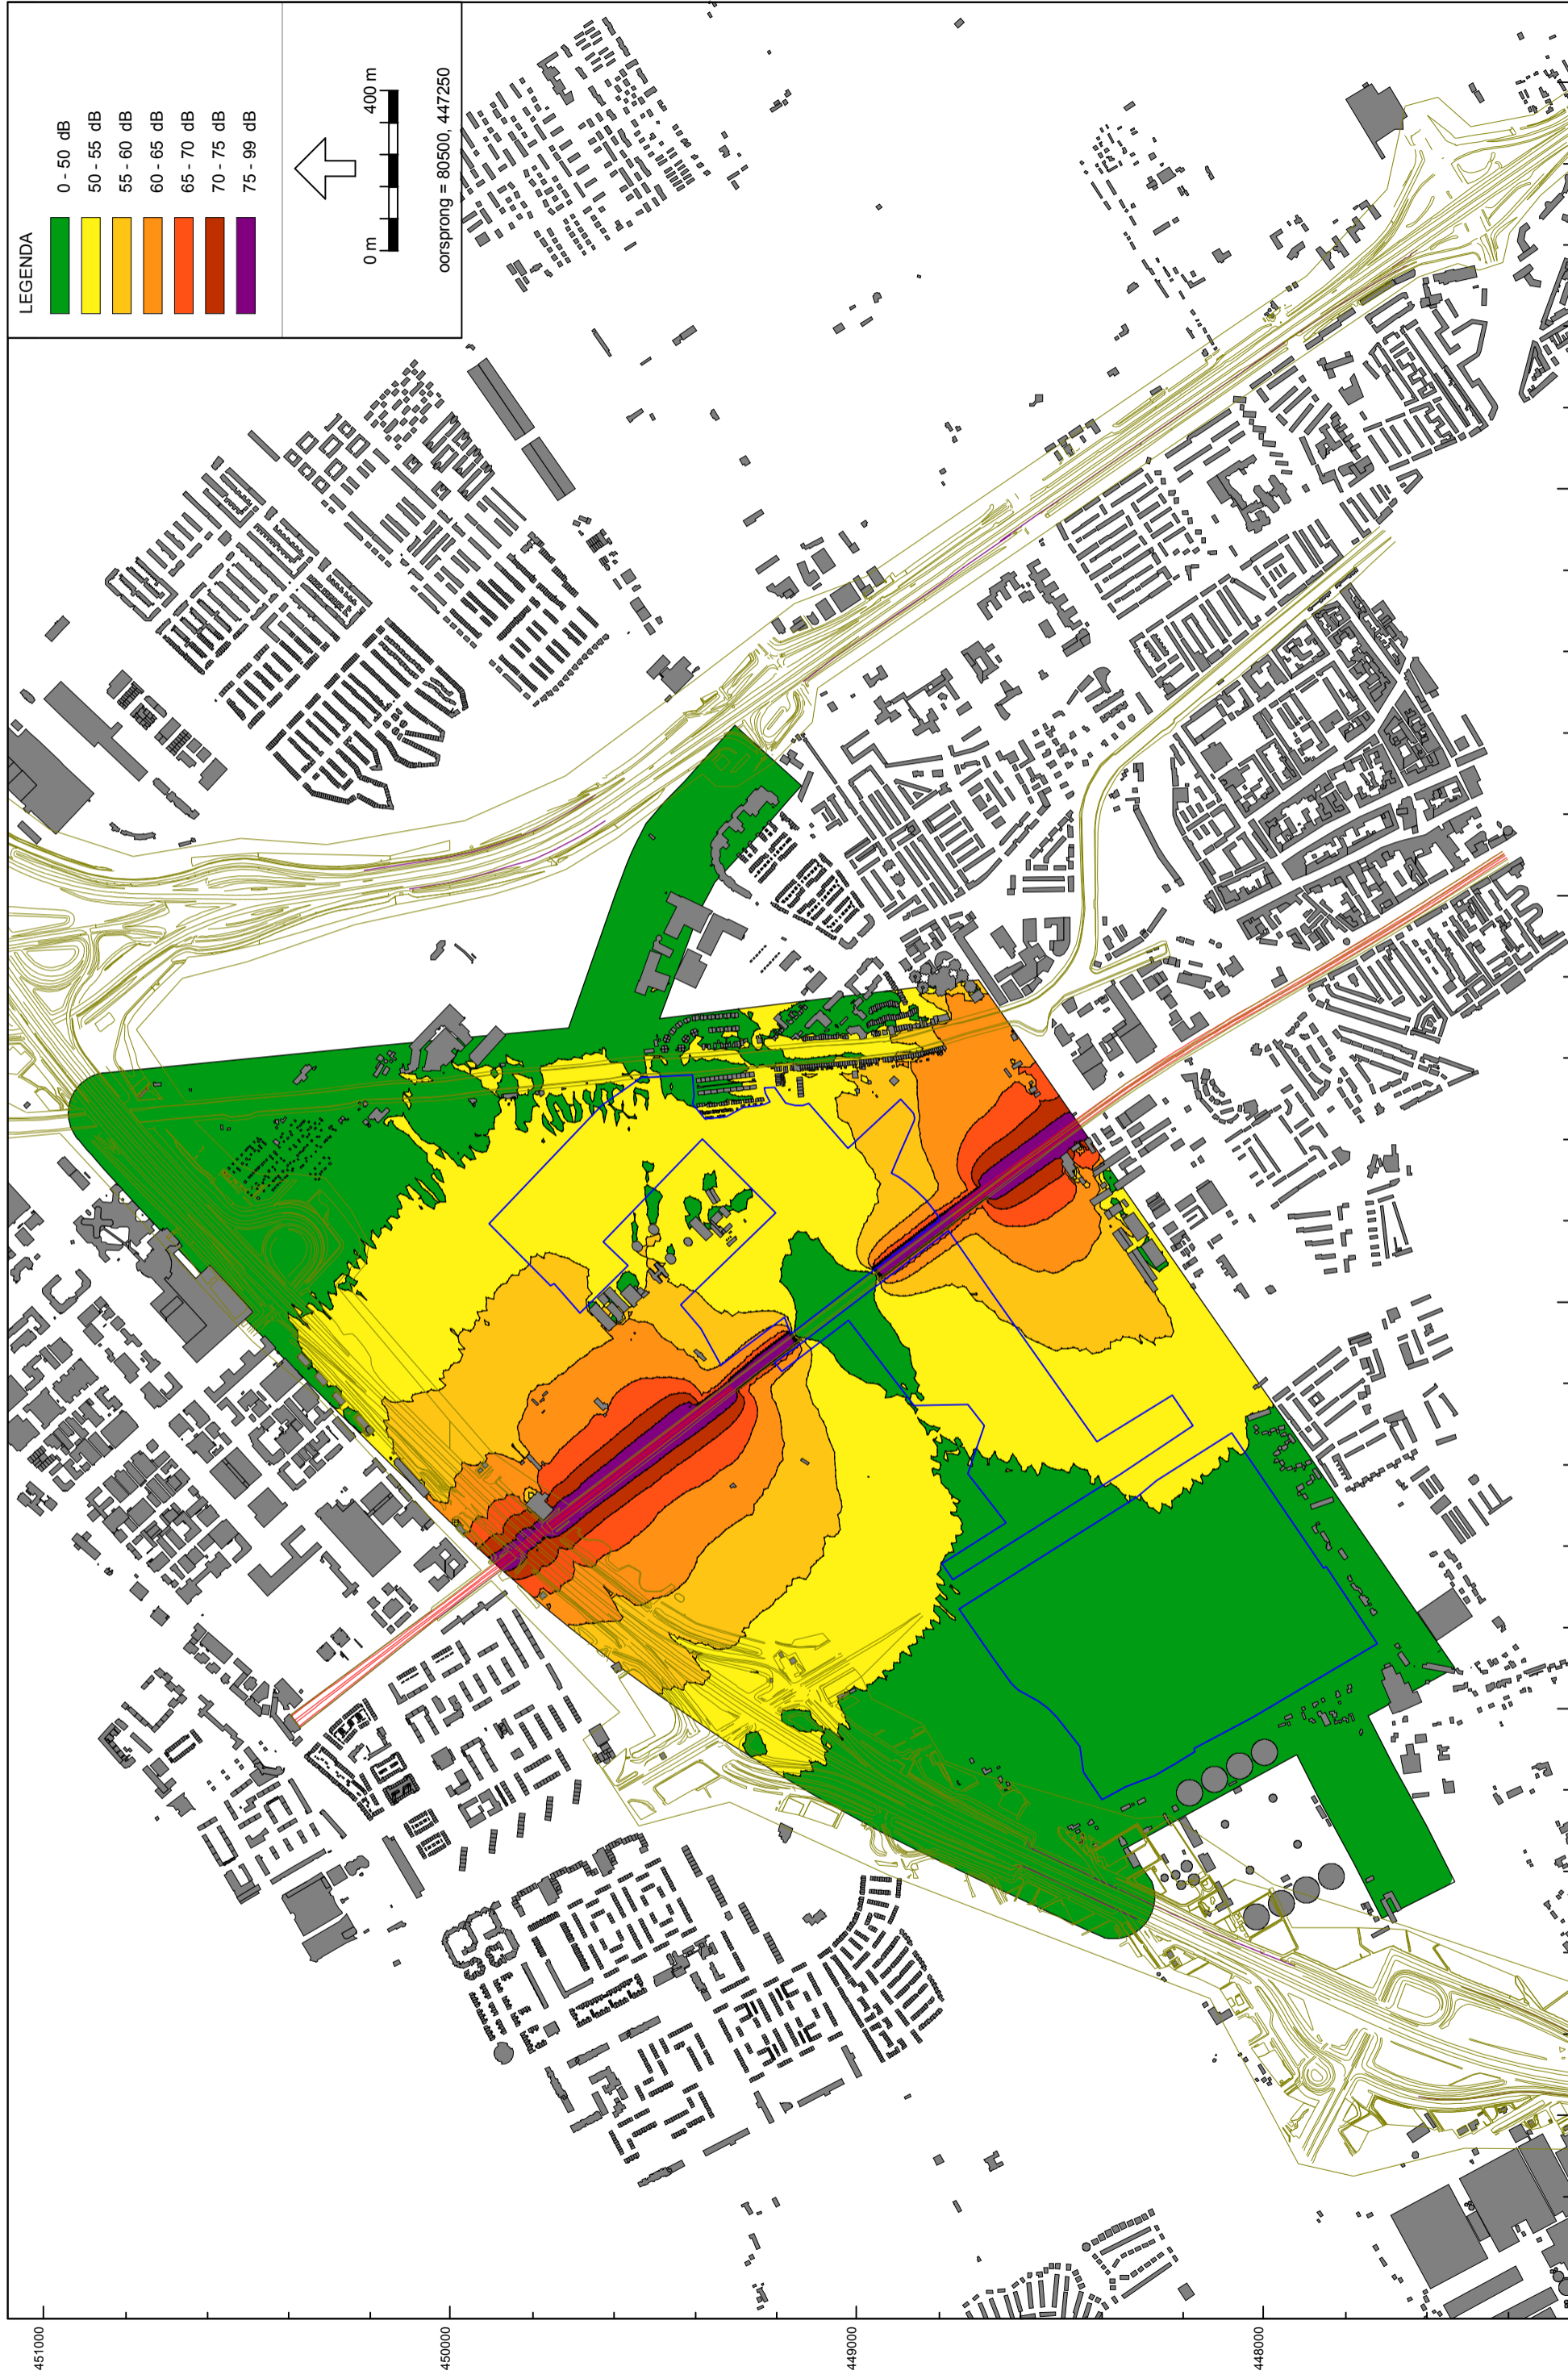 LEGENDA
0 - 50 dB
50 - 55 dB
55 - 60 dB
60 - 65 dB
65 - 70 dB
70 - 75 dB
75 - 99 dB
0 m 400 m
oorsprong = 80500, 447250
451000
450000
449000
448000